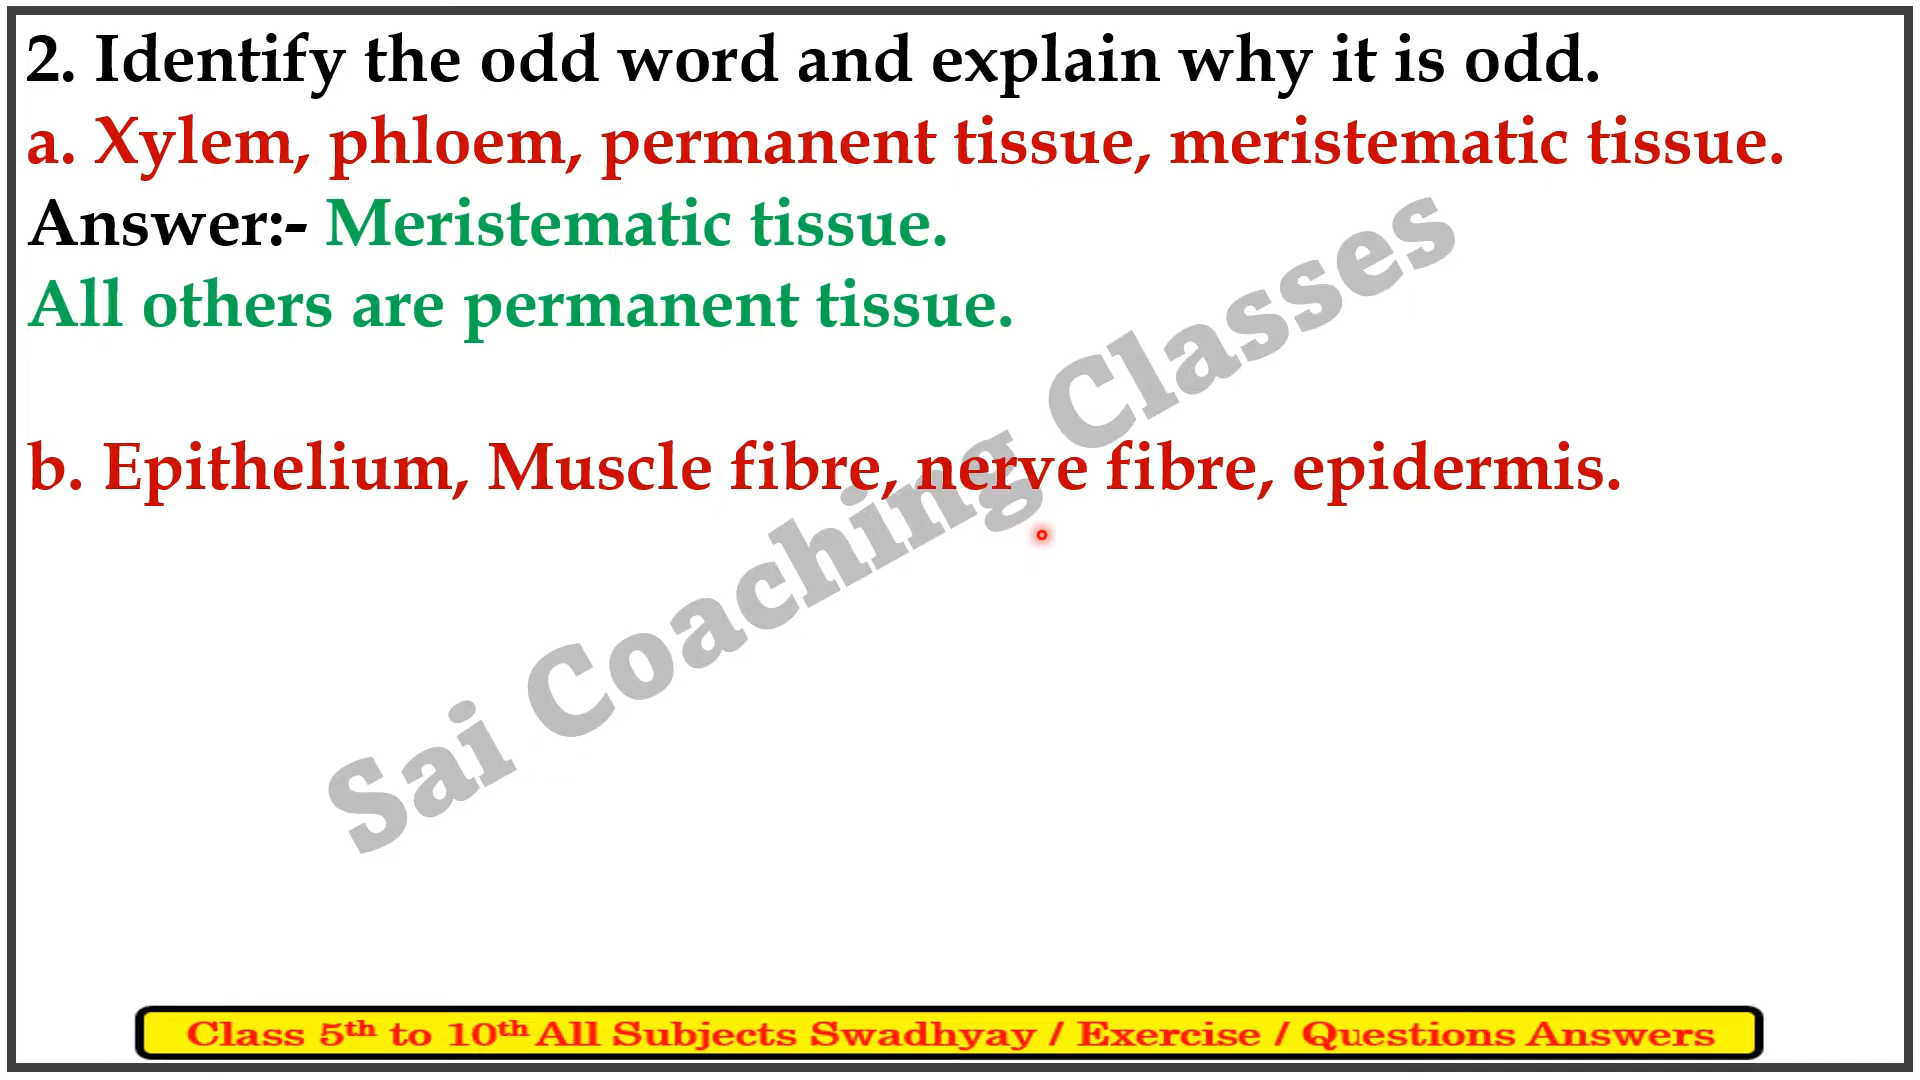 2. Identify the odd word and explain why it is odd.
a. Xylem, phloem, permanent tissue, meristematic tissue.
Answer:- Meristematic tissue.
All others are permanent tissue.
b. Epithelium, Muscle fibre, nerve fibre, epidermis.
Sai Coaching Classes
Class 5th to 10th All Subjects Swadhyay / Exercise / Questions Answers